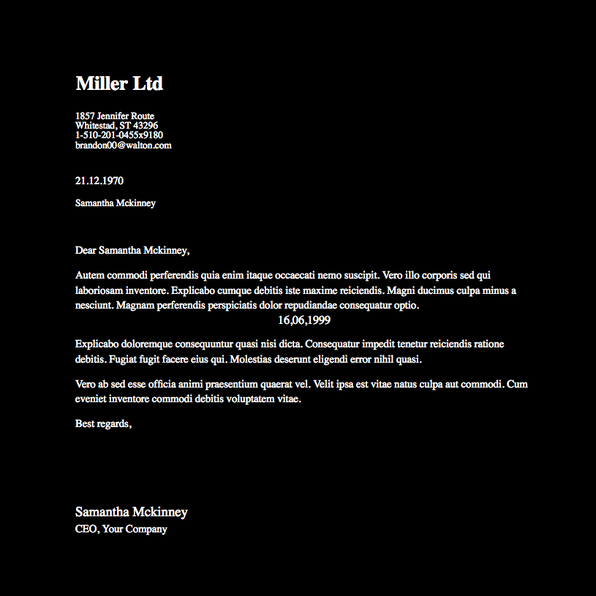 Miller Ltd
1857 Jennifer Route
Whitestad, ST 43296
1-510-201-0455x9180
brandon00@walton.com
21.12.1970
Samantha Mckinney
Dear Samantha Mckinney,
Autem commodi perferendis quia enim itaque occaecati nemo suscipit. Vero illo corporis sed qui
laboriosam inventore. Explicabo cumque debitis iste maxime reiciendis. Magni ducimus culpa minus a
nesciunt. Magnam perferendis perspiciatis dolor repudiandae consequatur optio.
16,06,1999
Explicabo doloremque consequuntur quasi nisi dicta. Consequatur impedit tenetur reiciendis ratione
debitis. Fugiat fugit facere eius qui. Molestias deserunt eligendi error nihil quasi.
Vero ab sed esse officia animi praesentium quaerat vel. Velit ipsa est vitae natus culpa aut commodi. Cum
eveniet inventore commodi debitis voluptatem vitae.
Best regards,
Samantha Mckinney
CEO, Your Company